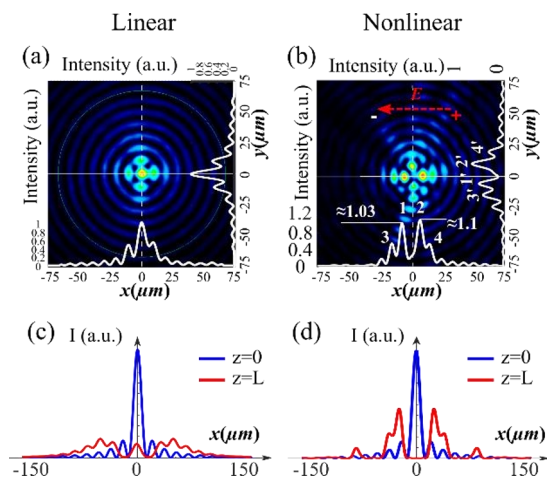 Linear
Nonlinear
(a)
Intensity (a.u.)
1
0.8
0.6
0.4
0.2
0
Intensity (a.u.)
1
0.8
0.6
0.4
0.2
0
75
50
25
0
-25
-50
-75
y(μm)
-75 -50 -25 0 25 50 75
x(μm)
(b)
Intensity (a.u.)
1
0
E
-
+
Intensity (a.u.)
1.2
0.8
0.4
0
≈1.03
1 2
≈1.1
3 4
4'
2'
1'
3'
75
50
25
0
-25
-50
-75
y(μm)
-75 -50 -25 0 25 50 75
x(μm)
(c)
I (a.u.)
z=0
z=L
x(μm)
-150 0 150
(d)
I (a.u.)
z=0
z=L
x(μm)
-150 0 150